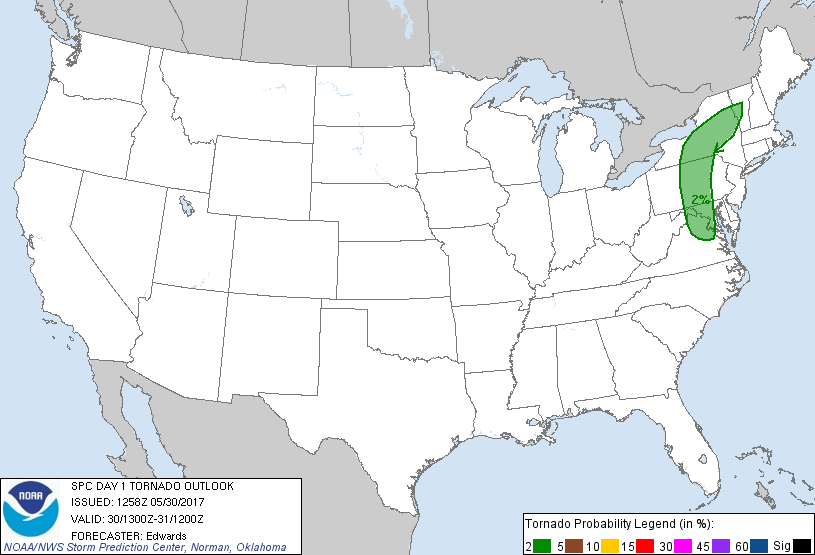 2%
NOAA
SPC DAY 1 TORNADO OUTLOOK
ISSUED: 1258Z 05/30/2017
VALID: 30/1300Z-31/1200Z
FORECASTER: Edwards
NOAA/NWS Storm Prediction Center, Norman, Oklahoma
Tornado Probability Legend (in %):
2 5 10 15 30 45 60 Sig